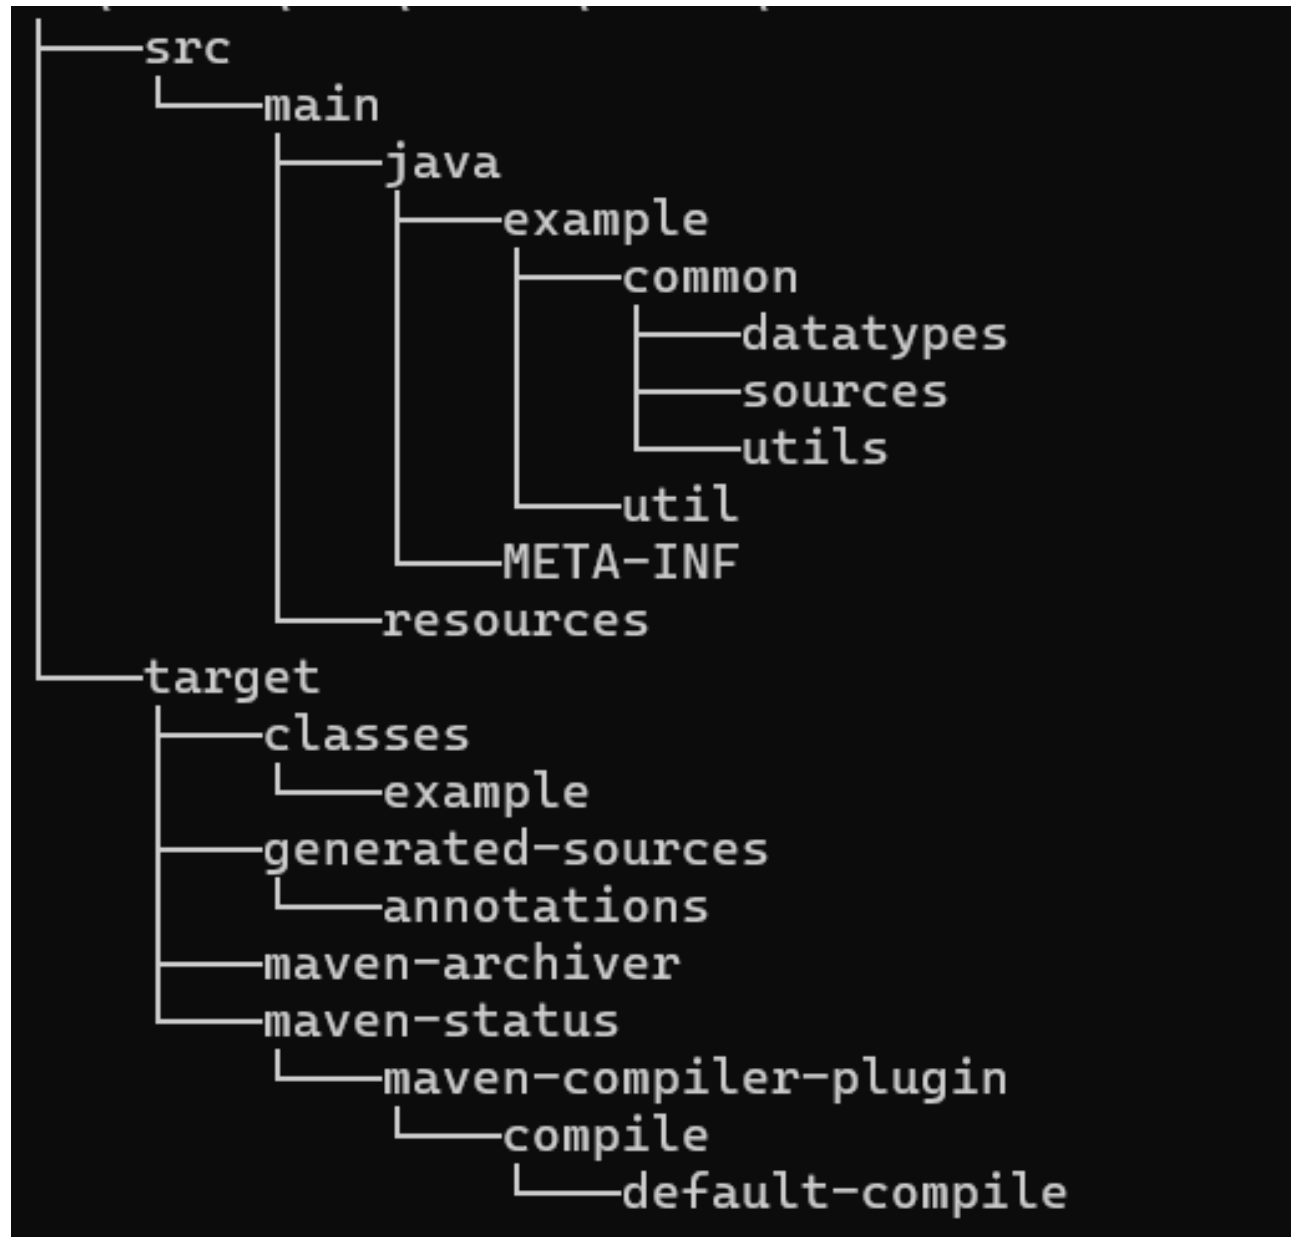 src
main
java
example
common
datatypes
sources
utils
util
META-INF
resources
target
classes
example
generated-sources
annotations
maven-archiver
maven-status
maven-compiler-plugin
compile
default-compile